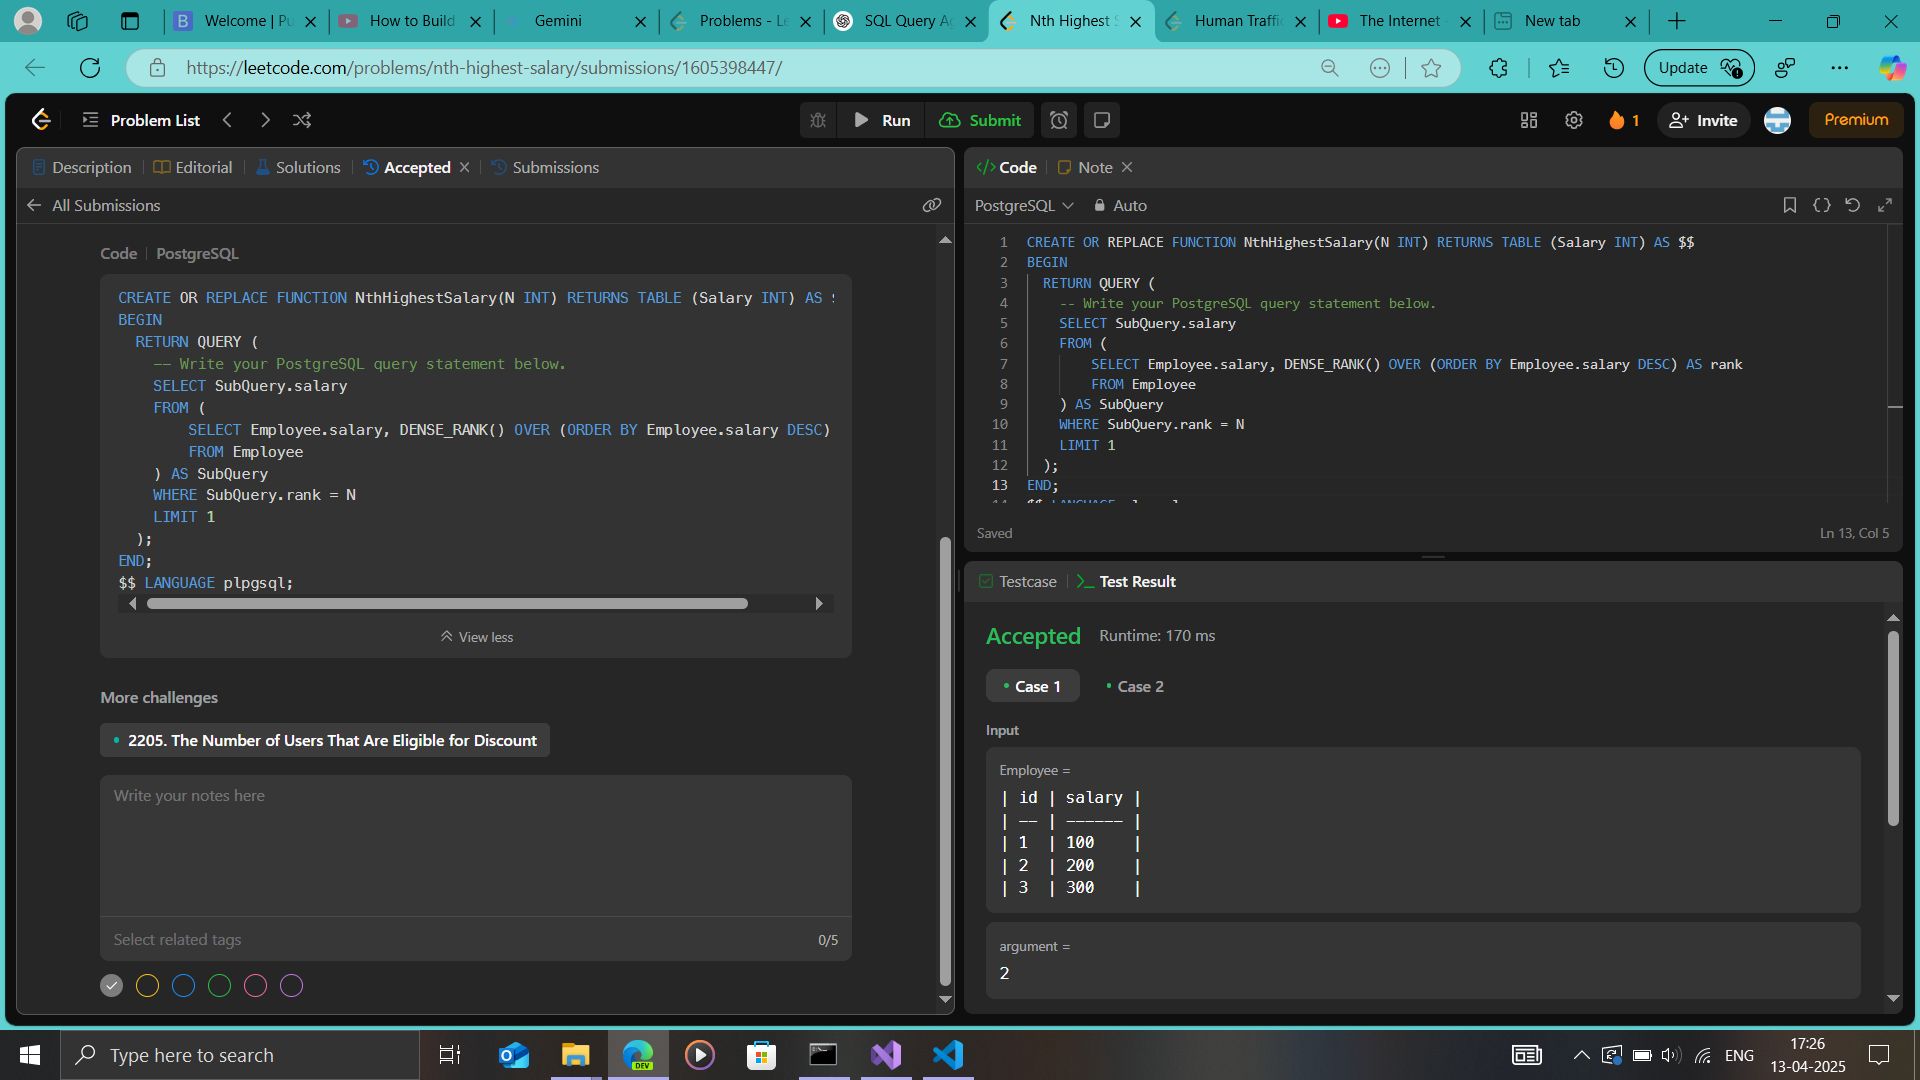 Welcome | Pu
How to Build
Gemini
Problems - Le
SQL Query Ad
Nth Highest S
Human Traffic
The Internet -
New tab
https://leetcode.com/problems/nth-highest-salary/submissions/1605398447/
Update
Problem List
Run
Submit
1
Invite
Premium
Description
Editorial
Solutions
Accepted
Submissions
All Submissions
Code
PostgreSQL
CREATE OR REPLACE FUNCTION NthHighestSalary(N INT) RETURNS TABLE (Salary INT) AS $
BEGIN
RETURN QUERY (
-- Write your PostgreSQL query statement below.
SELECT SubQuery.salary
FROM (
SELECT Employee.salary, DENSE_RANK() OVER (ORDER BY Employee.salary DESC)
FROM Employee
) AS SubQuery
WHERE SubQuery.rank = N
LIMIT 1
);
END;
$$ LANGUAGE plpgsql;
View less
More challenges
2205. The Number of Users That Are Eligible for Discount
Write your notes here
Select related tags
0/5
Code
Note
PostgreSQL
Auto
1 CREATE OR REPLACE FUNCTION NthHighestSalary(N INT) RETURNS TABLE (Salary INT) AS $$
2 BEGIN
3 RETURN QUERY (
4 -- Write your PostgreSQL query statement below.
5 SELECT SubQuery.salary
6 FROM (
7 SELECT Employee.salary, DENSE_RANK() OVER (ORDER BY Employee.salary DESC) AS rank
8 FROM Employee
9 ) AS SubQuery
10 WHERE SubQuery.rank = N
11 LIMIT 1
12 );
13 END;
Saved
Ln 13, Col 5
Testcase
Test Result
Accepted
Runtime: 170 ms
Case 1
Case 2
Input
Employee =
| id | salary |
| -- | ------ |
| 1 | 100 |
| 2 | 200 |
| 3 | 300 |
argument =
2
Type here to search
DEV
ENG
17:26
13-04-2025